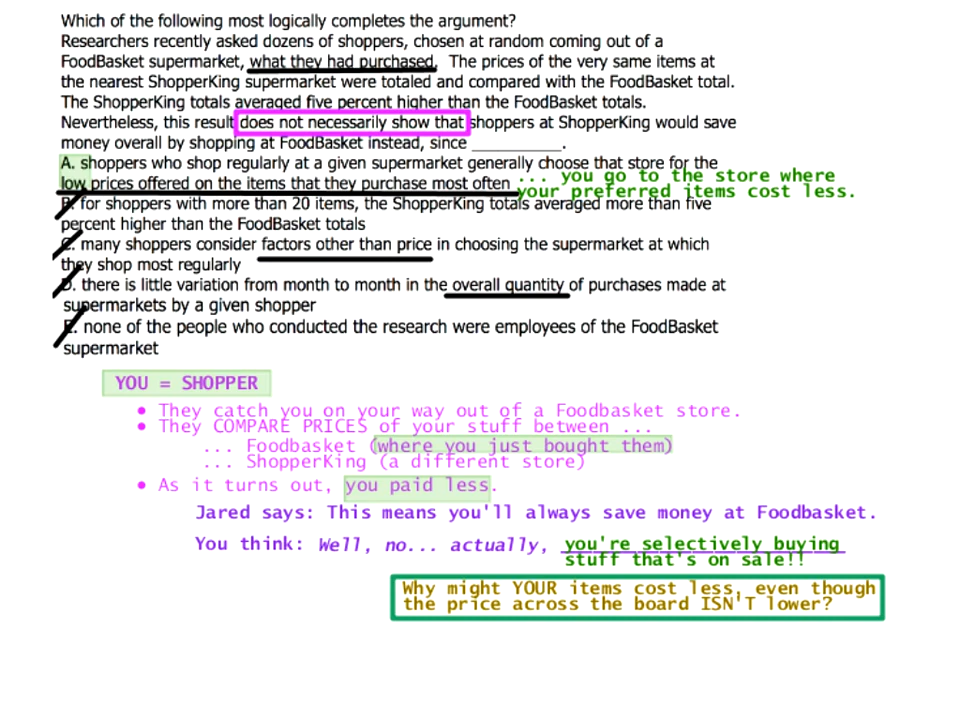 Which of the following most logically completes the argument?
Researchers recently asked dozens of shoppers, chosen at random coming out of a
FoodBasket supermarket, what they had purchased. The prices of the very same items at
the nearest ShopperKing supermarket were totaled and compared with the FoodBasket total.
The ShopperKing totals averaged five percent higher than the FoodBasket totals.
Nevertheless, this result does not necessarily show that shoppers at ShopperKing would save
money overall by shopping at FoodBasket instead, since __________.
A. shoppers who shop regularly at a given supermarket generally choose that store for the
low prices offered on the items that they purchase most often
... you go to the store where
your preferred items cost less.
B. for shoppers with more than 20 items, the ShopperKing totals averaged more than five
percent higher than the FoodBasket totals
C. many shoppers consider factors other than price in choosing the supermarket at which
they shop most regularly
D. there is little variation from month to month in the overall quantity of purchases made at
supermarkets by a given shopper
E. none of the people who conducted the research were employees of the FoodBasket
supermarket
YOU = SHOPPER
• They catch you on your way out of a Foodbasket store.
• They COMPARE PRICES of your stuff between ...
... Foodbasket (where you just bought them)
... ShopperKing (a different store)
• As it turns out, you paid less.
Jared says: This means you'll always save money at Foodbasket.
You think: Well, no... actually, you're selectively buying
stuff that's on sale!!
Why might YOUR items cost less, even though
the price across the board ISN'T lower?